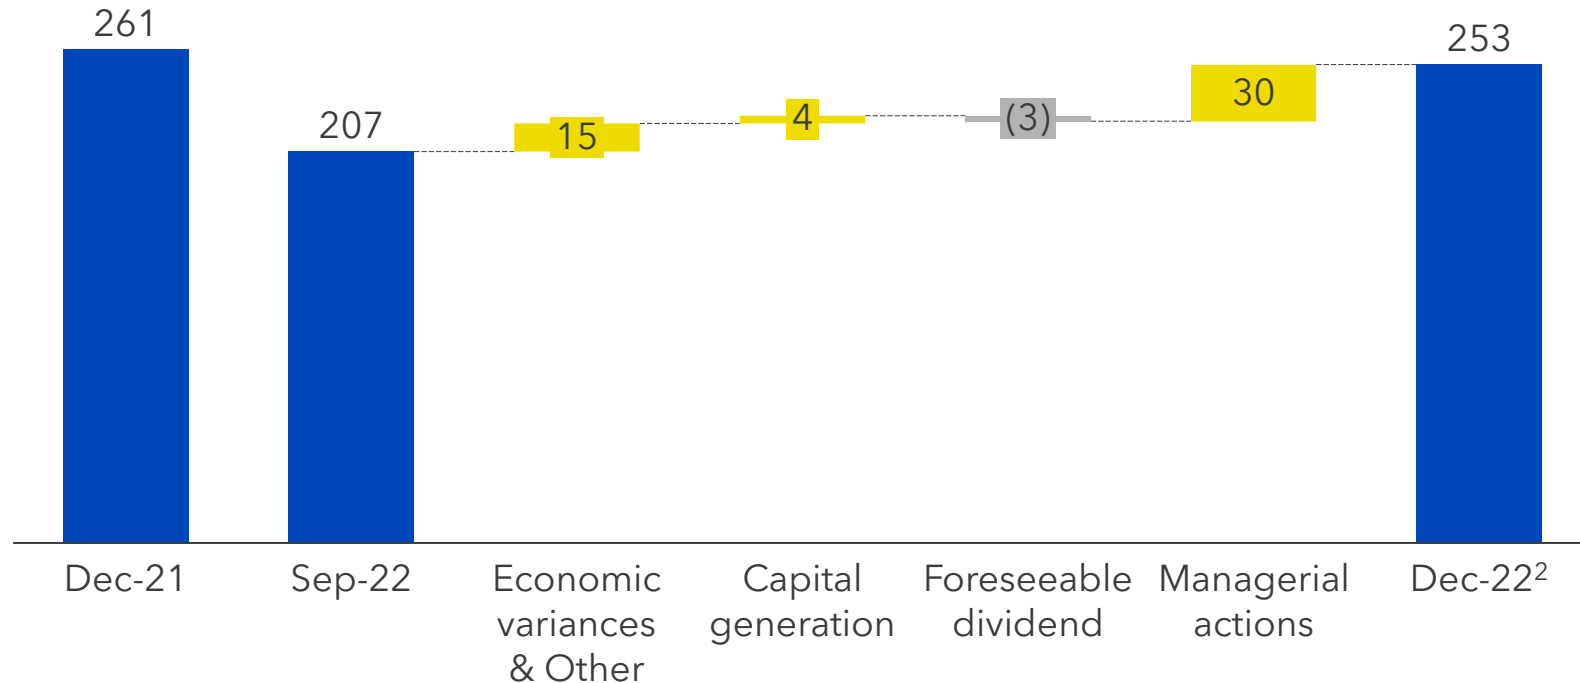 261
207
15
4
(3)
30
253
Dec-21
Sep-22
Economic
variances
& Other
Capital
generation
Foreseeable
dividend
Managerial
actions
Dec-22²